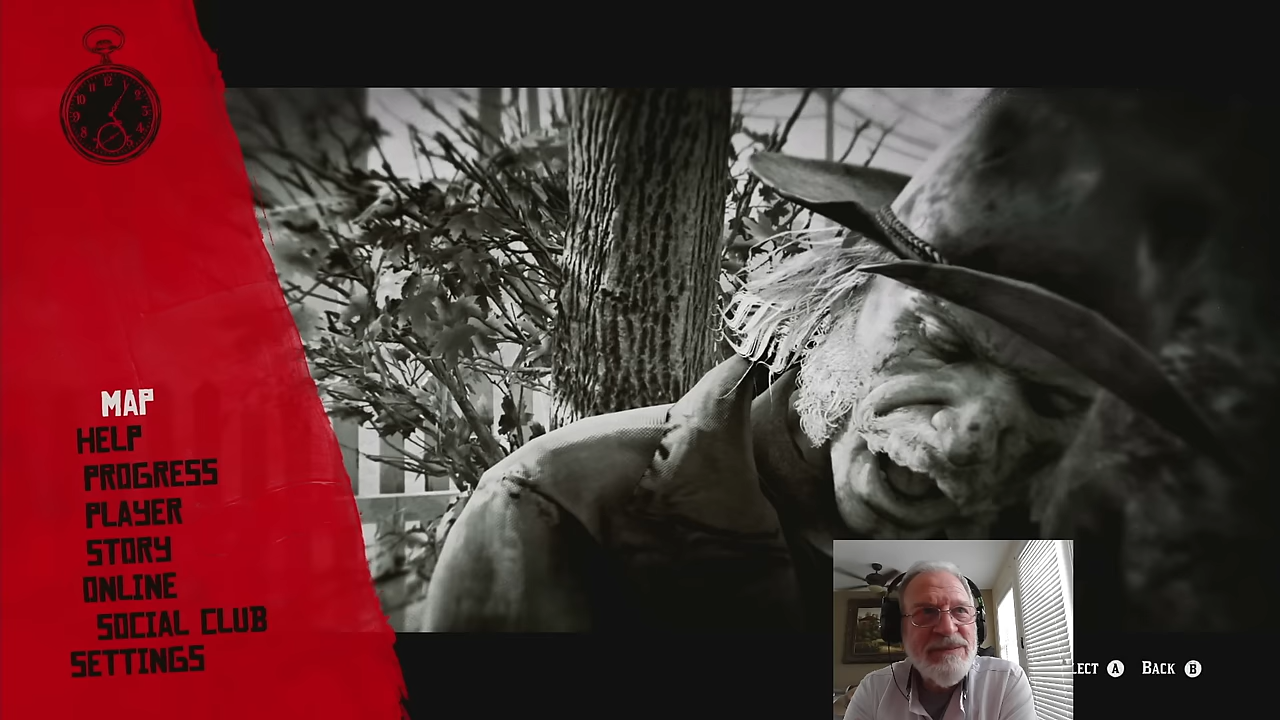 MAP
HELP
PROGRESS
PLAYER
STORY
ONLINE
SOCIAL CLUB
SETTINGS
A BACK B